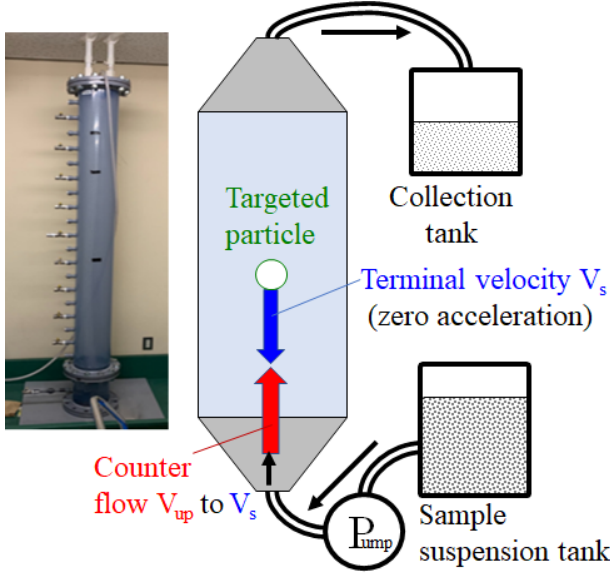 Targeted
particle
Collection
tank
Terminal velocity Vs
(zero acceleration)
Counter
flow Vup to Vs
Pump
Sample
suspension tank